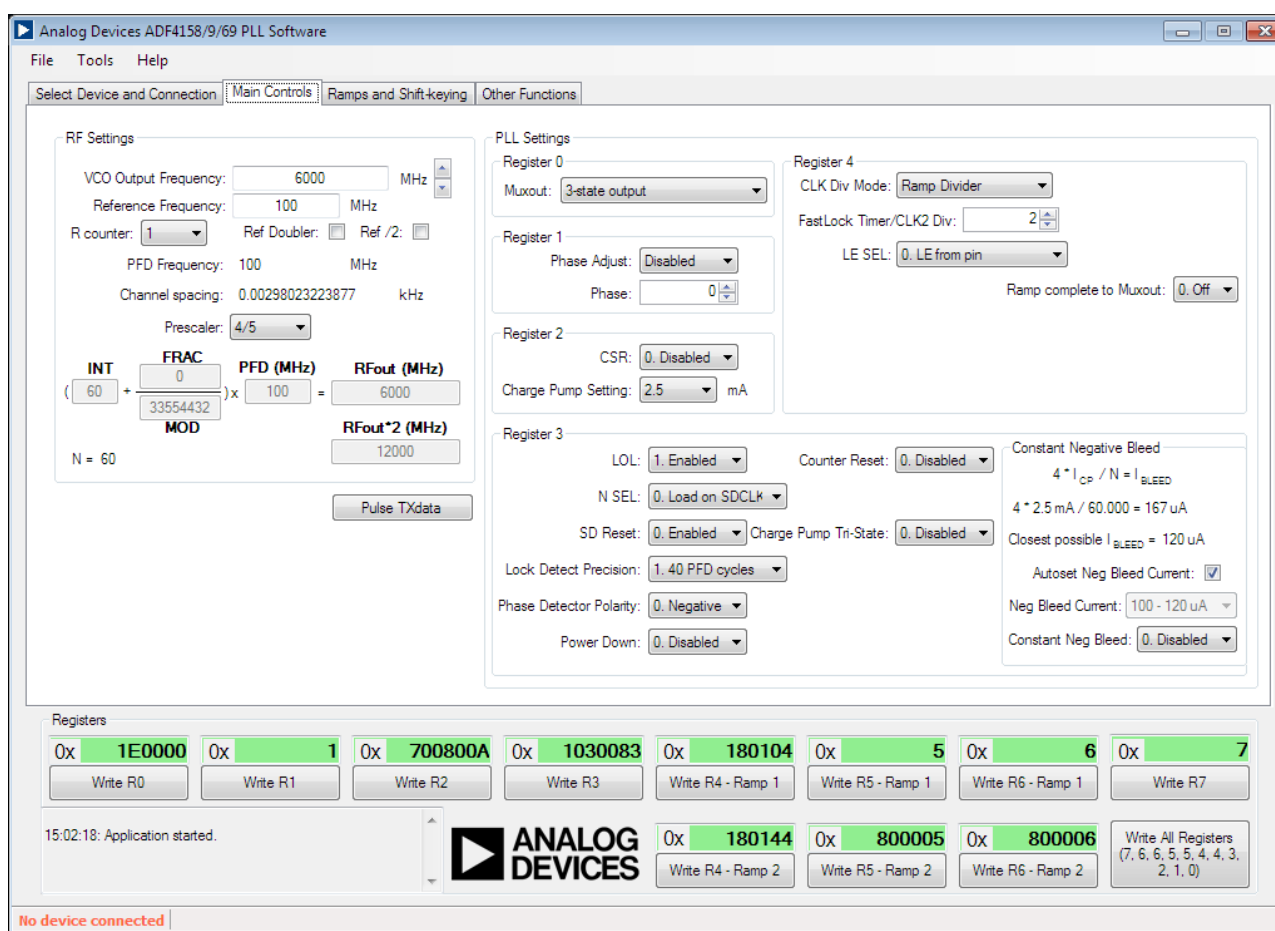 Analog Devices ADF4158/9/69 PLL Software
File Tools Help
Select Device and Connection Main Controls Ramps and Shift-keying Other Functions
RF Settings
VCO Output Frequency: 6000 MHz
Reference Frequency: 100 MHz
R counter: 1 Ref Doubler: Ref /2:
PFD Frequency: 100 MHz
Channel spacing: 0.00298023223877 kHz
Prescaler: 4/5
INT FRAC PFD (MHz) RFout (MHz)
( 60 + 0 / 33554432 ) x 100 = 6000
MOD RFout*2 (MHz)
N = 60 12000
Pulse TXdata
PLL Settings
Register 0
Muxout: 3-state output
Register 1
Phase Adjust: Disabled
Phase: 0
Register 2
CSR: 0. Disabled
Charge Pump Setting: 2.5 mA
Register 4
CLK Div Mode: Ramp Divider
FastLock Timer/CLK2 Div: 2
LE SEL: 0. LE from pin
Ramp complete to Muxout: 0. Off
Register 3
LOL: 1. Enabled Counter Reset: 0. Disabled
N SEL: 0. Load on SDCLK
SD Reset: 0. Enabled Charge Pump Tri-State: 0. Disabled
Lock Detect Precision: 1. 40 PFD cycles
Phase Detector Polarity: 0. Negative
Power Down: 0. Disabled
Constant Negative Bleed
4 * I CP / N = I BLEED
4 * 2.5 mA / 60.000 = 167 uA
Closest possible I BLEED = 120 uA
Autoset Neg Bleed Current:
Neg Bleed Current: 100 - 120 uA
Constant Neg Bleed: 0. Disabled
Registers
0x 1E0000 0x 1 0x 700800A 0x 1030083 0x 180104 0x 5 0x 6 0x 7
Write R0 Write R1 Write R2 Write R3 Write R4 - Ramp 1 Write R5 - Ramp 1 Write R6 - Ramp 1 Write R7
15:02:18: Application started.
ANALOG
DEVICES
0x 180144 0x 800005 0x 800006
Write R4 - Ramp 2 Write R5 - Ramp 2 Write R6 - Ramp 2
Write All Registers
(7, 6, 6, 5, 5, 4, 4, 3,
2, 1, 0)
No device connected